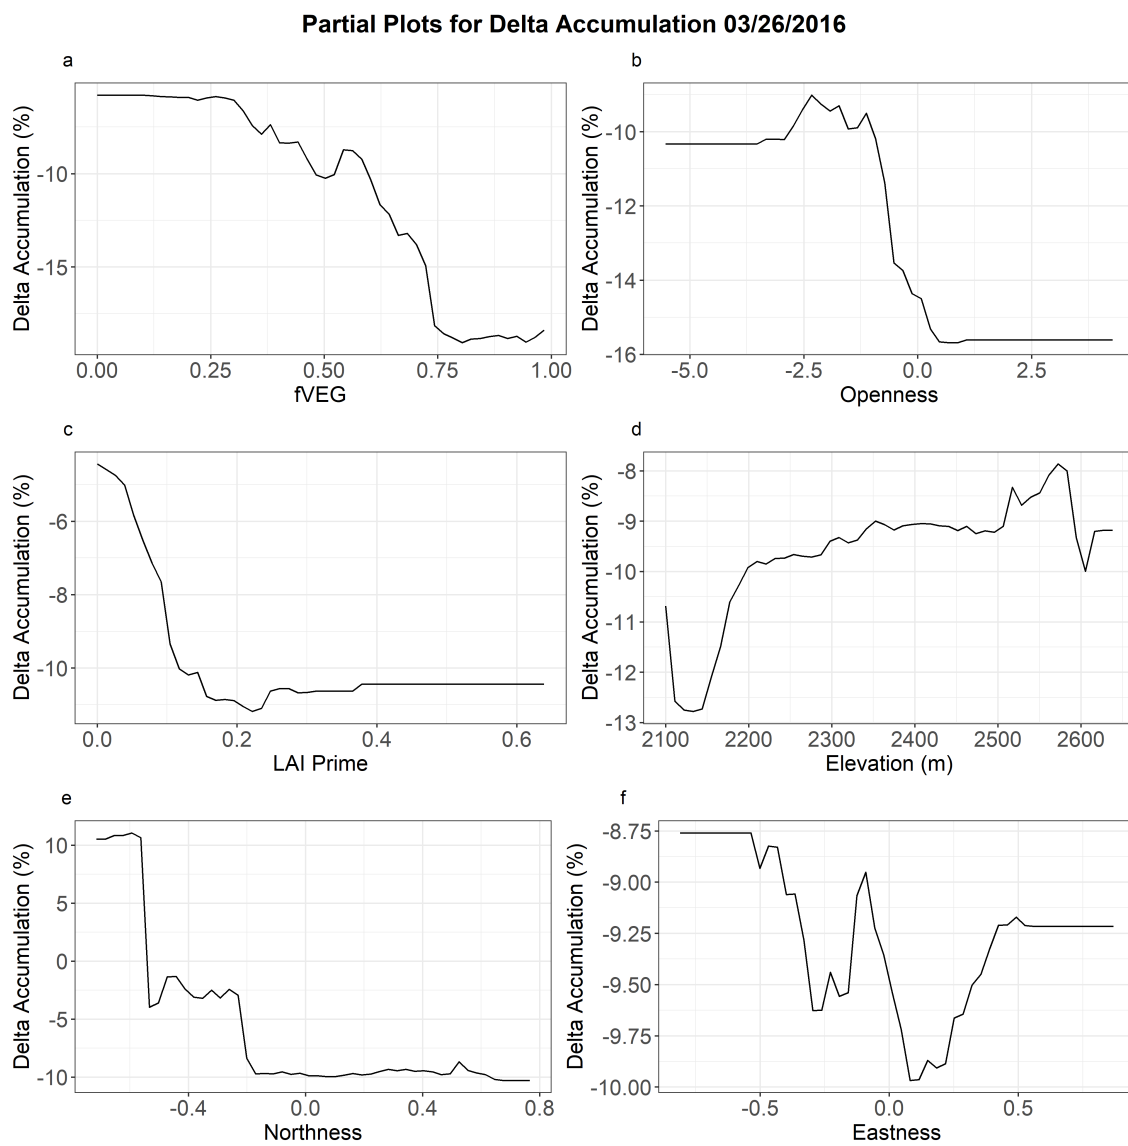 Partial Plots for Delta Accumulation 03/26/2016
a
Delta Accumulation (%)
-10
-15
0.00 0.25 0.50 0.75 1.00
fVEG
b
Delta Accumulation (%)
-10
-12
-14
-16
-5.0 -2.5 0.0 2.5
Openness
c
Delta Accumulation (%)
-6
-8
-10
0.0 0.2 0.4 0.6
LAI Prime
d
Delta Accumulation (%)
-8
-9
-10
-11
-12
-13
2100 2200 2300 2400 2500 2600
Elevation (m)
e
Delta Accumulation (%)
10
5
0
-5
-10
-0.4 0.0 0.4 0.8
Northness
f
Delta Accumulation (%)
-8.75
-9.00
-9.25
-9.50
-9.75
-10.00
-0.5 0.0 0.5
Eastness